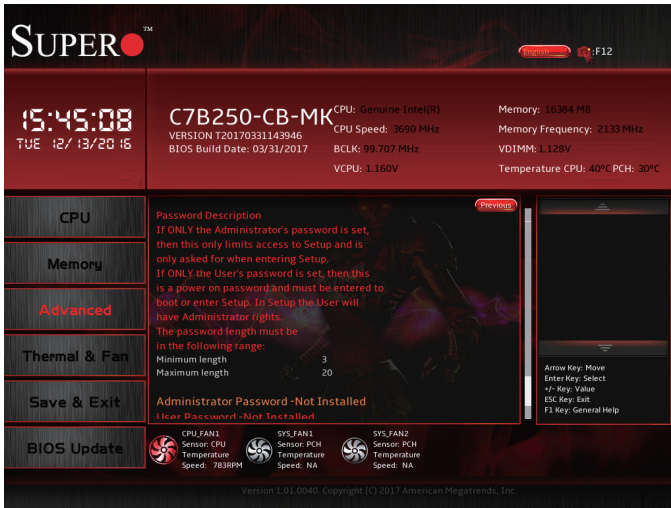 SUPER TM
English :F12
15:45:08
TUE 12/13/2016
C7B250-CB-MK
VERSION T20170331143946
BIOS Build Date: 03/31/2017
CPU: Genuine Intel(R)
CPU Speed: 3690 MHz
BCLK: 99.707 MHz
VCPU: 1.160V
Memory: 16384 MB
Memory Frequency: 2133 MHz
VDIMM: 1.128V
Temperature CPU: 40°C PCH: 30°C
CPU
Memory
Advanced
Thermal & Fan
Save & Exit
BIOS Update
Previous
Password Description
If ONLY the Administrator's password is set,
then this only limits access to Setup and is
only asked for when entering Setup.
If ONLY the User's password is set, then this
is a power on password and must be entered to
boot or enter Setup. In Setup the User will
have Administrator rights.
The password length must be
in the following range:
Minimum length 3
Maximum length 20
Administrator Password -Not Installed
User Password -Not Installed
Arrow Key: Move
Enter Key: Select
+/- Key: Value
ESC Key: Exit
F1 Key: General Help
CPU_FAN1
Sensor: CPU
Temperature
Speed: 783RPM
SYS_FAN1
Sensor: PCH
Temperature
Speed: NA
SYS_FAN2
Sensor: PCH
Temperature
Speed: NA
Version 1.01.0040. Copyright (C) 2017 American Megatrends, Inc.